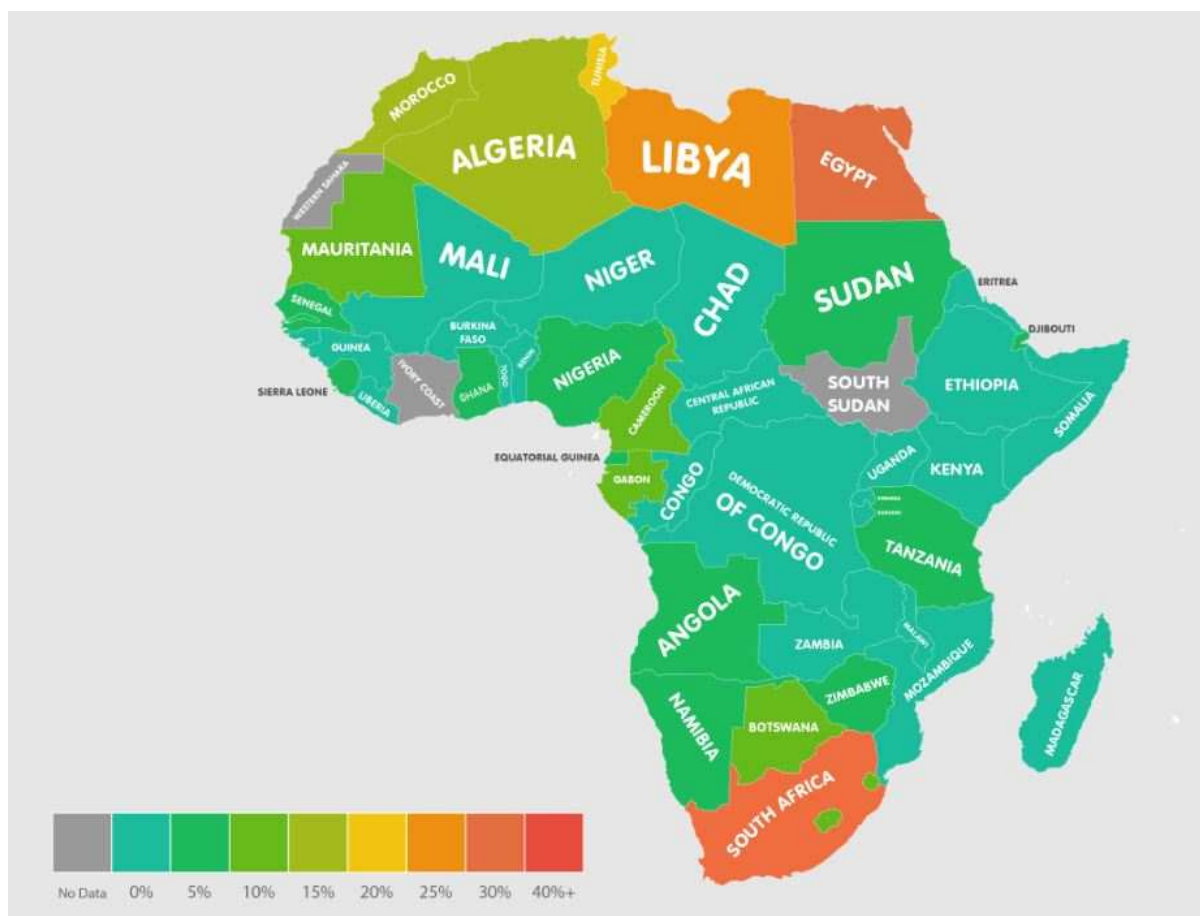 TUNISIA
MOROCCO
ALGERIA
LIBYA
EGYPT
WESTERN SAHARA
MAURITANIA
MALI
NIGER
CHAD
SUDAN
ERITREA
SENEGAL
DJIBOUTI
BURKINA
FASO
GUINEA
BENIN
TOGO
NIGERIA
IVORY COAST
GHANA
SIERRA LEONE
LIBERIA
CAMEROON
CENTRAL AFRICAN
REPUBLIC
SOUTH
SUDAN
ETHIOPIA
SOMALIA
EQUATORIAL GUINEA
GABON
CONGO
DEMOCRATIC REPUBLIC
OF CONGO
UGANDA
KENYA
RWANDA
BURUNDI
TANZANIA
ANGOLA
ZAMBIA
MALAWI
MOZAMBIQUE
ZIMBABWE
NAMIBIA
BOTSWANA
MADAGASCAR
SOUTH AFRICA
No Data 0% 5% 10% 15% 20% 25% 30% 40%+